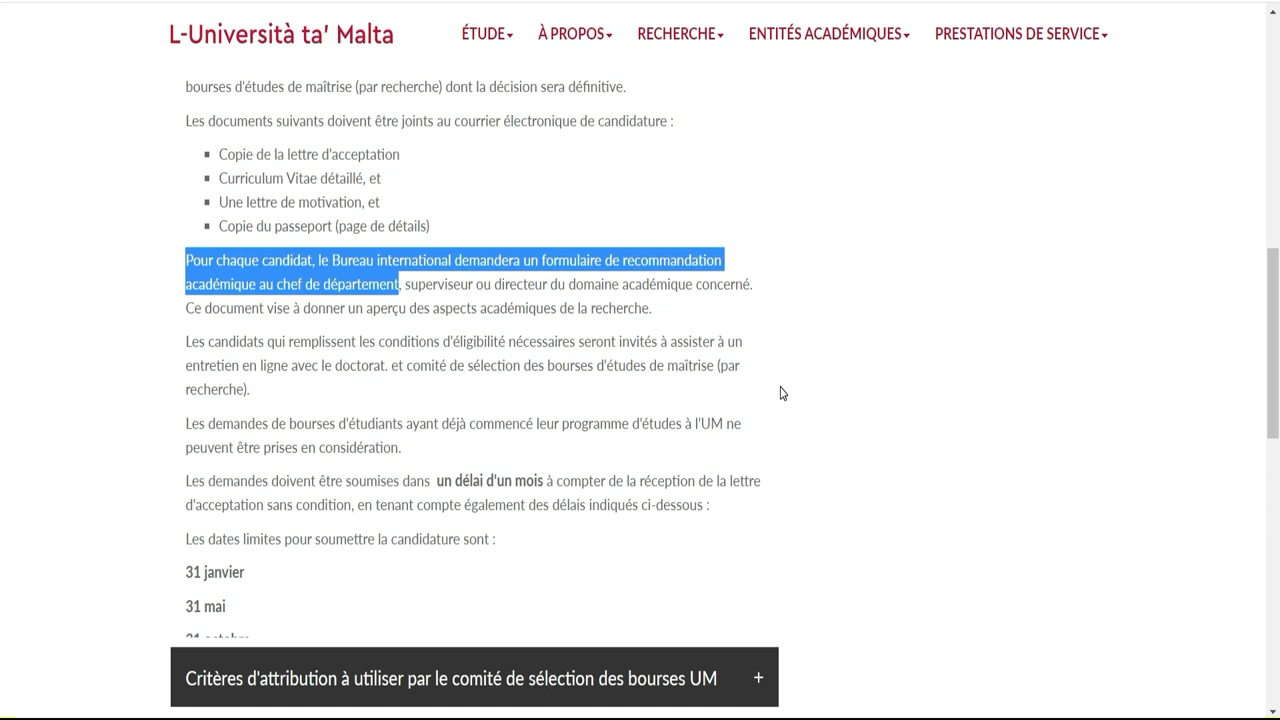 L-Università ta' Malta
ÉTUDE
À PROPOS
RECHERCHE
ENTITÉS ACADÉMIQUES
PRESTATIONS DE SERVICE
bourses d'études de maîtrise (par recherche) dont la décision sera définitive.
Les documents suivants doivent être joints au courrier électronique de candidature :
Copie de la lettre d'acceptation
Curriculum Vitae détaillé, et
Une lettre de motivation, et
Copie du passeport (page de détails)
Pour chaque candidat, le Bureau international demandera un formulaire de recommandation
académique au chef de département, superviseur ou directeur du domaine académique concerné.
Ce document vise à donner un aperçu des aspects académiques de la recherche.
Les candidats qui remplissent les conditions d'éligibilité nécessaires seront invités à assister à un
entretien en ligne avec le doctorat. et comité de sélection des bourses d'études de maîtrise (par
recherche).
Les demandes de bourses d'étudiants ayant déjà commencé leur programme d'études à l'UM ne
peuvent être prises en considération.
Les demandes doivent être soumises dans un délai d'un mois à compter de la réception de la lettre
d'acceptation sans condition, en tenant compte également des délais indiqués ci-dessous :
Les dates limites pour soumettre la candidature sont :
31 janvier
31 mai
Critères d'attribution à utiliser par le comité de sélection des bourses UM +